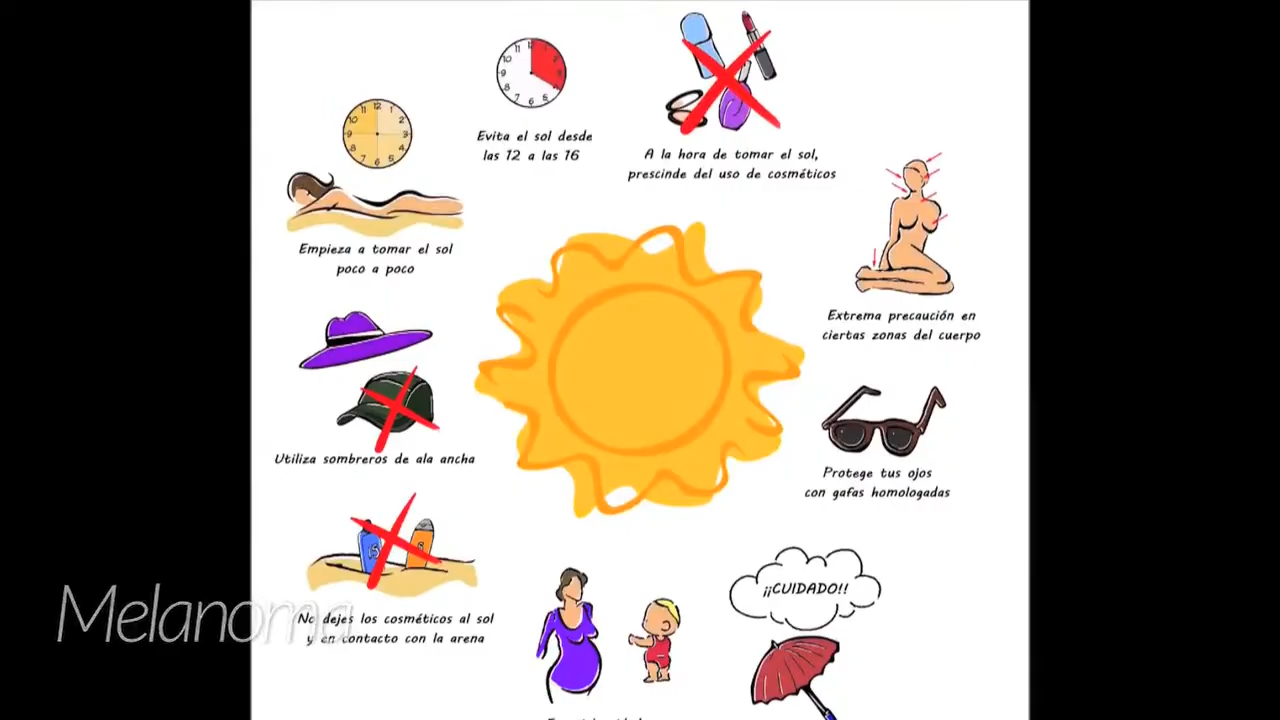 Evita el sol desde
las 12 a las 16
A la hora de tomar el sol,
prescinde del uso de cosméticos
Empieza a tomar el sol
poco a poco
Extrema precaución en
ciertas zonas del cuerpo
Utiliza sombreros de ala ancha
Protege tus ojos
con gafas homologadas
No dejes los cosméticos al sol
y en contacto con la arena
¡¡CUIDADO!!
Melanoma